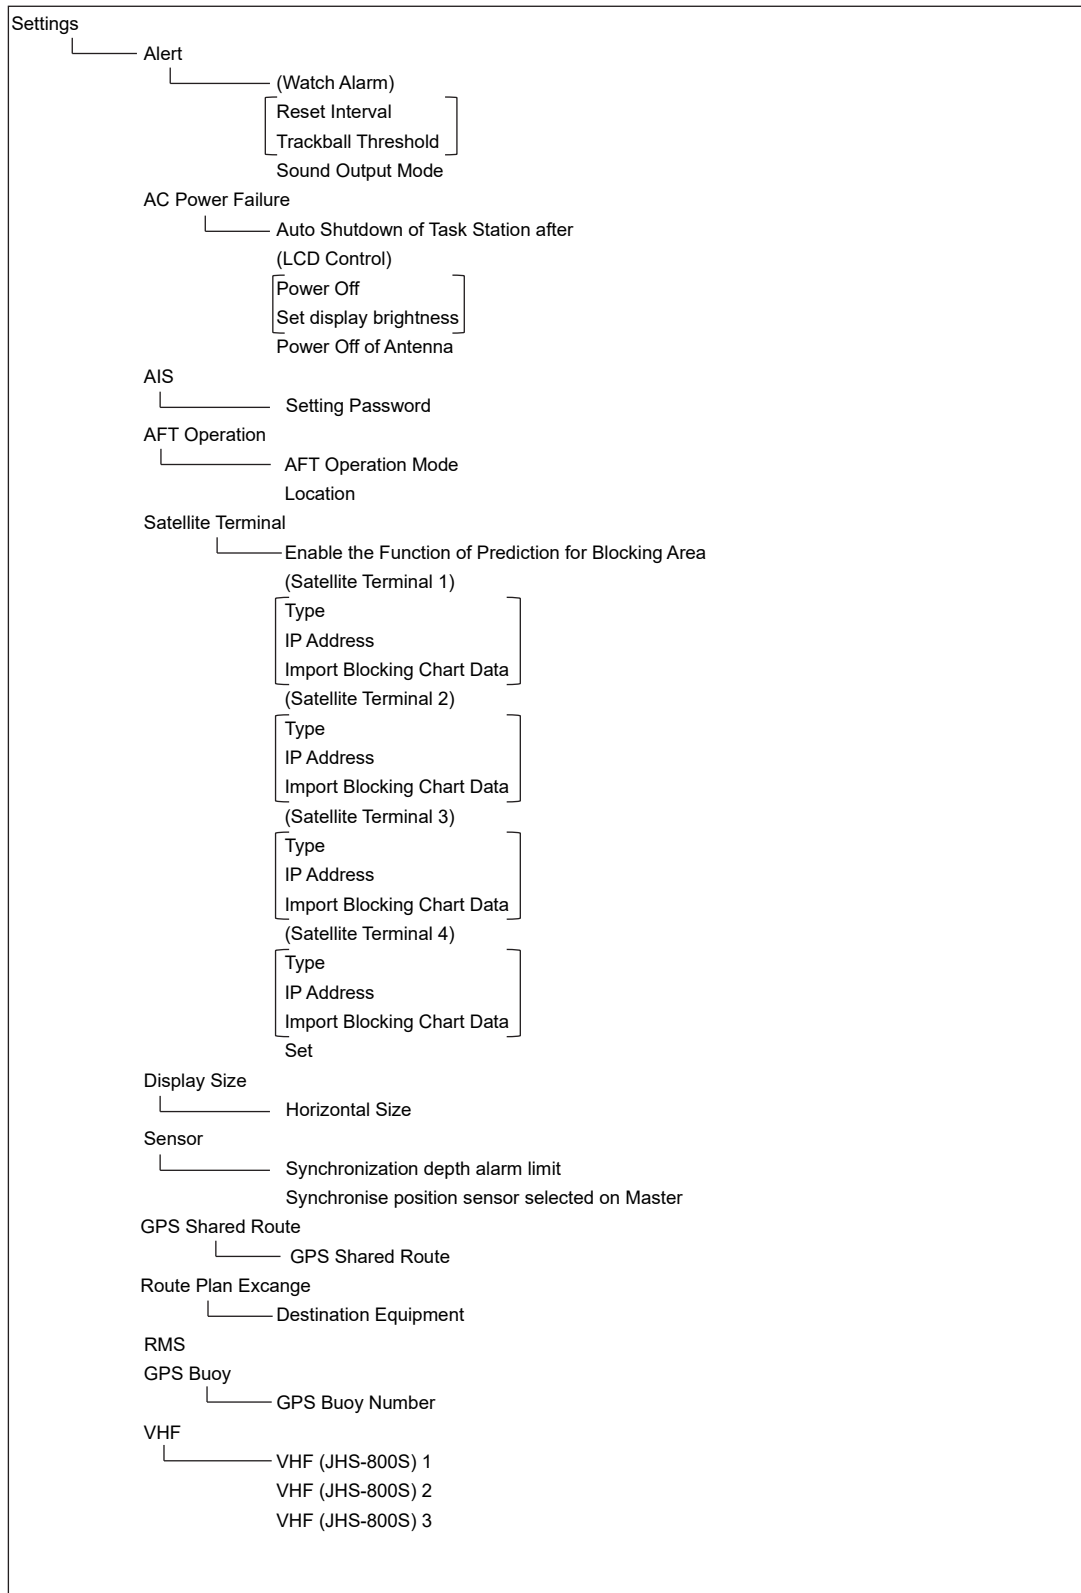 Settings
Alert
(Watch Alarm)
Reset Interval
Trackball Threshold
Sound Output Mode
AC Power Failure
Auto Shutdown of Task Station after
(LCD Control)
Power Off
Set display brightness
Power Off of Antenna
AIS
Setting Password
AFT Operation
AFT Operation Mode
Location
Satellite Terminal
Enable the Function of Prediction for Blocking Area
(Satellite Terminal 1)
Type
IP Address
Import Blocking Chart Data
(Satellite Terminal 2)
Type
IP Address
Import Blocking Chart Data
(Satellite Terminal 3)
Type
IP Address
Import Blocking Chart Data
(Satellite Terminal 4)
Type
IP Address
Import Blocking Chart Data
Set
Display Size
Horizontal Size
Sensor
Synchronization depth alarm limit
Synchronise position sensor selected on Master
GPS Shared Route
GPS Shared Route
Route Plan Excange
Destination Equipment
RMS
GPS Buoy
GPS Buoy Number
VHF
VHF (JHS-800S) 1
VHF (JHS-800S) 2
VHF (JHS-800S) 3